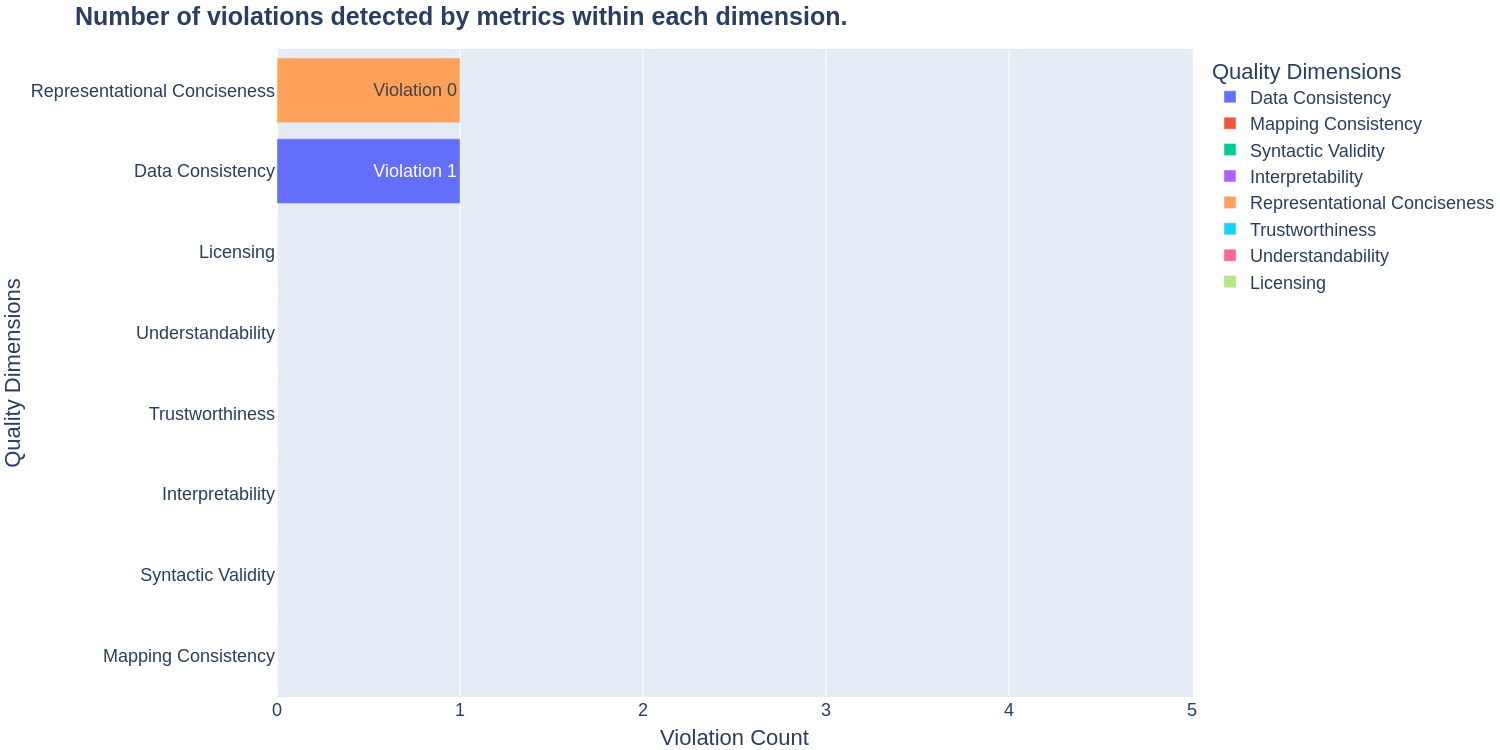 Number of violations detected by metrics within each dimension.
Quality Dimensions
Representational Conciseness
Violation 0
Data Consistency
Violation 1
Licensing
Understandability
Trustworthiness
Interpretability
Syntactic Validity
Mapping Consistency
0 1 2 3 4 5
Violation Count
Quality Dimensions
Data Consistency
Mapping Consistency
Syntactic Validity
Interpretability
Representational Conciseness
Trustworthiness
Understandability
Licensing